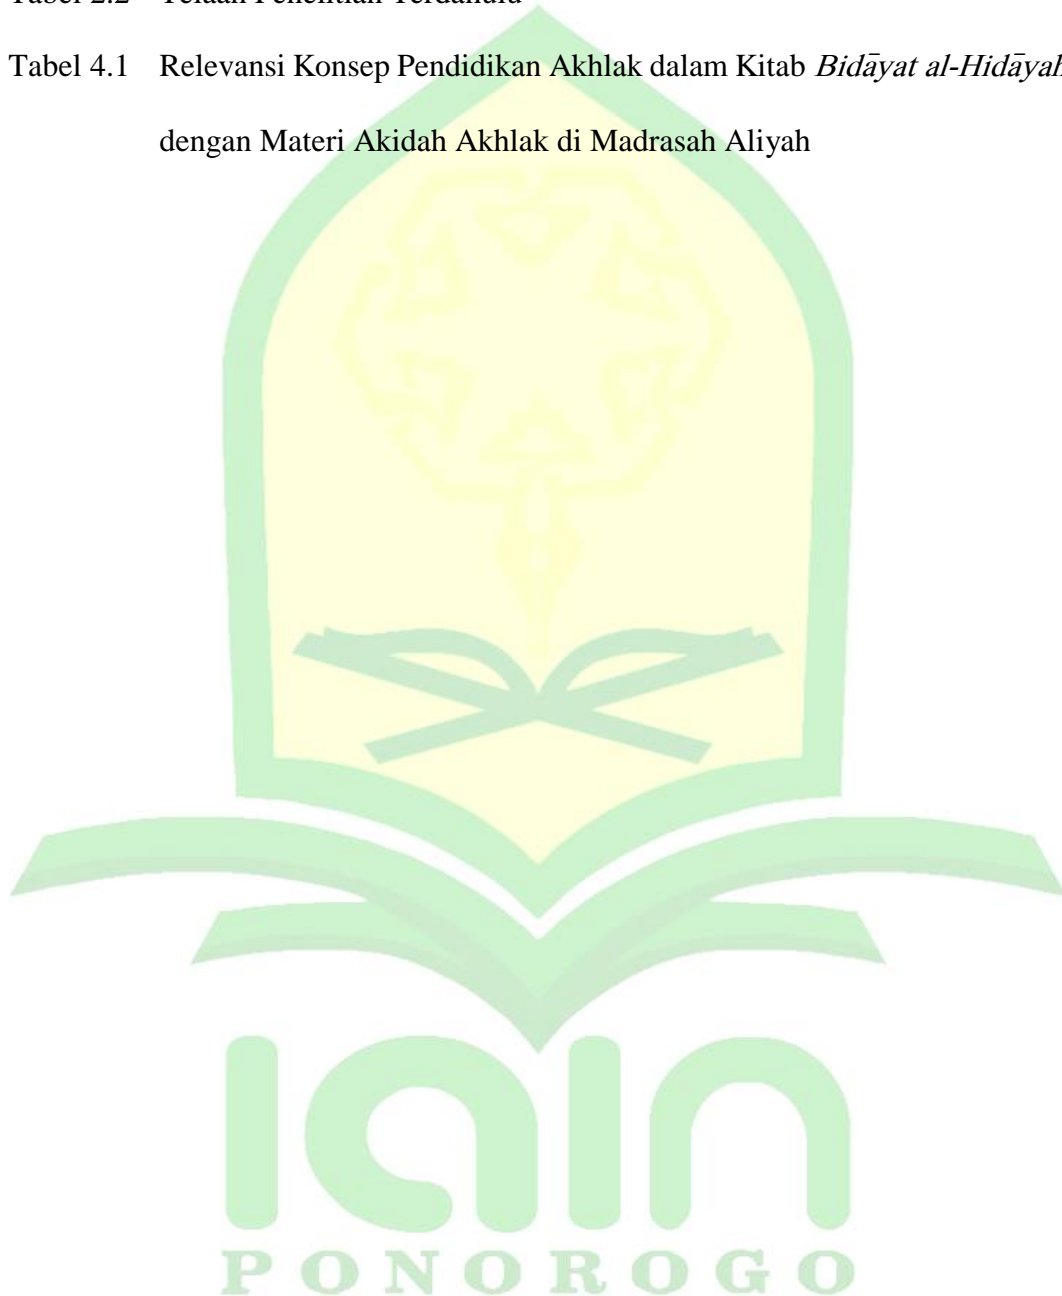 Tabel 2.2 Telaah Penelitian Terdahulu
Tabel 4.1 Relevansi Konsep Pendidikan Akhlak dalam Kitab Bidāyat al-Hidāyah
dengan Materi Akidah Akhlak di Madrasah Aliyah
iain
PONOROGO